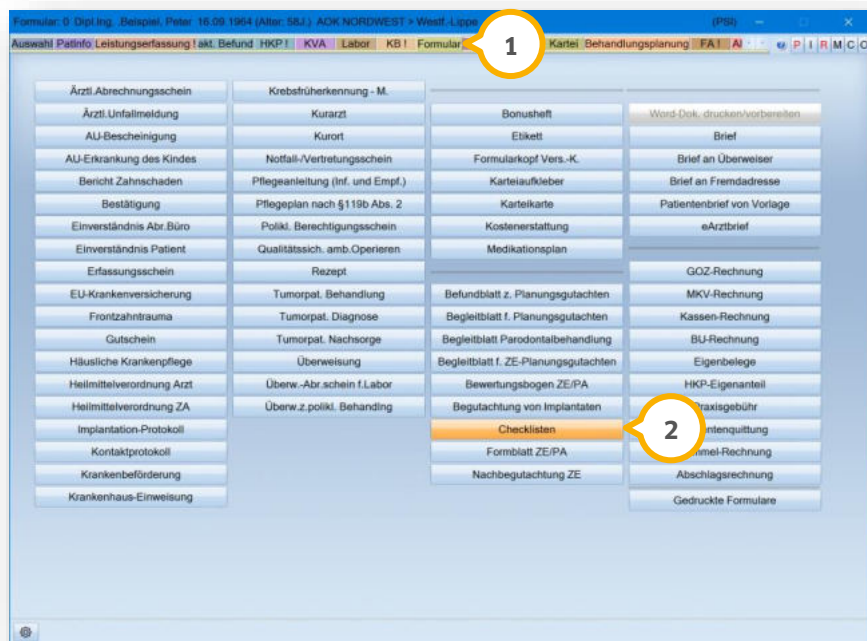 Formular: 0 Dipl.Ing. .Beispiel, Peter 16.09.1964 (Alter: 58J.) AOK NORDWEST > Westf.-Lippe (PSI)
Auswahl Patinfo Leistungserfassung ! akt. Befund HKP ! KVA Labor KB ! Formular Kartei Behandlungsplanung FA ! P I R M C O
1
Ärztl.Abrechnungsschein
Ärztl.Unfallmeldung
AU-Bescheinigung
AU-Erkrankung des Kindes
Bericht Zahnschaden
Bestätigung
Einverständnis Abr.Büro
Einverständnis Patient
Erfassungsschein
EU-Krankenversicherung
Frontzahntrauma
Gutschein
Häusliche Krankenpflege
Heilmittelverordnung Arzt
Heilmittelverordnung ZA
Implantation-Protokoll
Kontaktprotokoll
Krankenbeförderung
Krankenhaus-Einweisung
Krebsfrüherkennung - M.
Kurarzt
Kurort
Notfall-/Vertretungsschein
Pflegeanleitung (Inf. und Empf.)
Pflegeplan nach §119b Abs. 2
Polikl. Berechtigungsschein
Qualitätssich. amb.Operieren
Rezept
Tumorpat. Behandlung
Tumorpat. Diagnose
Tumorpat. Nachsorge
Überweisung
Überw.-Abr.schein f.Labor
Überw.z.polikl. Behandlng
Bonusheft
Etikett
Formularkopf Vers.-K.
Karteiaufkleber
Karteikarte
Kostenerstattung
Medikationsplan
Befundblatt z. Planungsgutachten
Begleitblatt f. Planungsgutachten
Begleitblatt Parodontalbehandlung
Begleitblatt f. ZE-Planungsgutachten
Bewertungsbogen ZE/PA
Begutachtung von Implantaten
Checklisten
2
Formblatt ZE/PA
Nachbegutachtung ZE
Word-Dok. drucken/vorbereiten
Brief
Brief an Überweiser
Brief an Fremdadresse
Patientenbrief von Vorlage
eArztbrief
GOZ-Rechnung
MKV-Rechnung
Kassen-Rechnung
BU-Rechnung
Eigenbelege
HKP-Eigenanteil
raxisgebühr
ntenquittung
mel-Rechnung
Abschlagsrechnung
Gedruckte Formulare